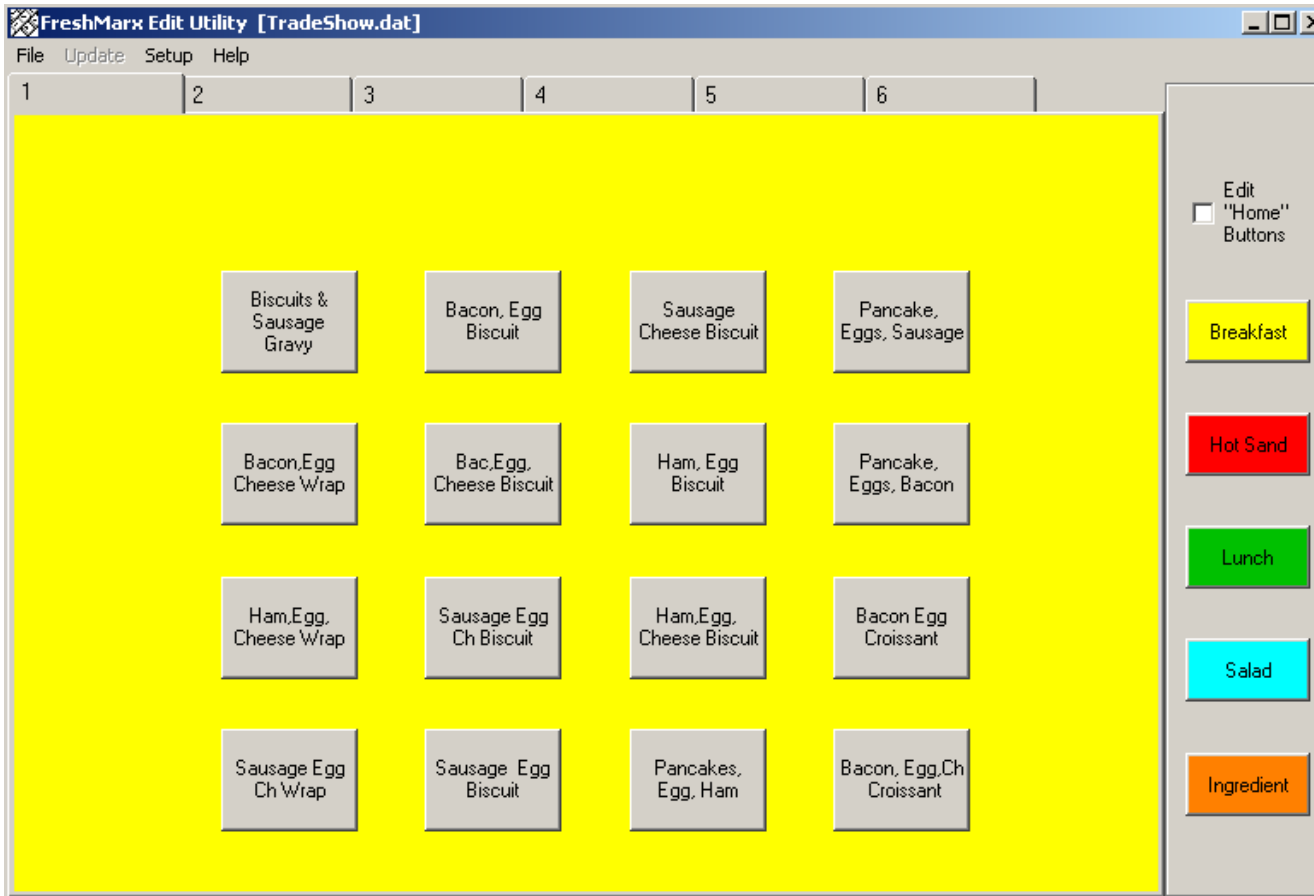 FreshMarx Edit Utility [TradeShow.dat]
File Update Setup Help
1 2 3 4 5 6
Edit
"Home"
Buttons
Biscuits &
Sausage
Gravy
Bacon, Egg
Biscuit
Sausage
Cheese Biscuit
Pancake,
Eggs, Sausage
Breakfast
Bacon,Egg
Cheese Wrap
Bac,Egg,
Cheese Biscuit
Ham, Egg
Biscuit
Pancake,
Eggs, Bacon
Hot Sand
Ham,Egg,
Cheese Wrap
Sausage Egg
Ch Biscuit
Ham,Egg,
Cheese Biscuit
Bacon Egg
Croissant
Lunch
Salad
Sausage Egg
Ch Wrap
Sausage  Egg
Biscuit
Pancakes,
Egg, Ham
Bacon, Egg,Ch
Croissant
Ingredient